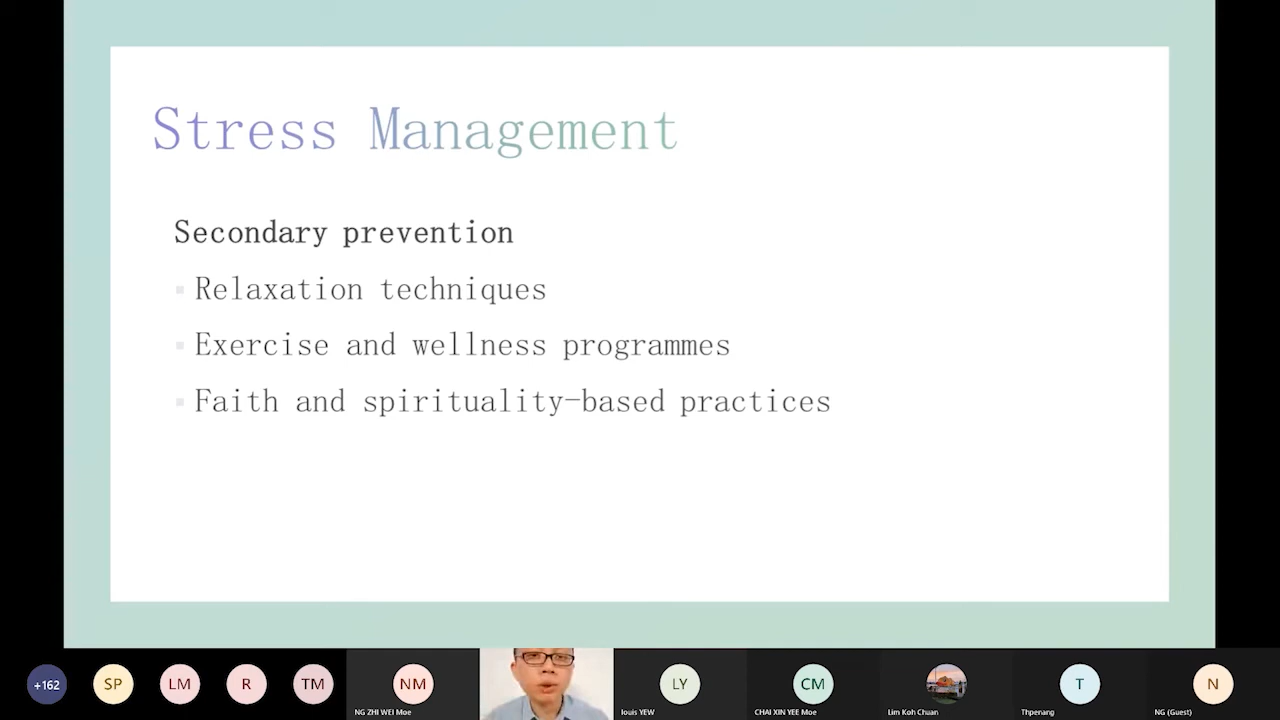 Stress Management
Secondary prevention
Relaxation techniques
Exercise and wellness programmes
Faith and spirituality-based practices
+162
SP
LM
R
TM
NM
LY
CM
T
N
NG ZHI WEI Moe
louis YEW
CHAI XIN YEE Moe
Lim Koh Chuan
Thpenang
NG (Guest)